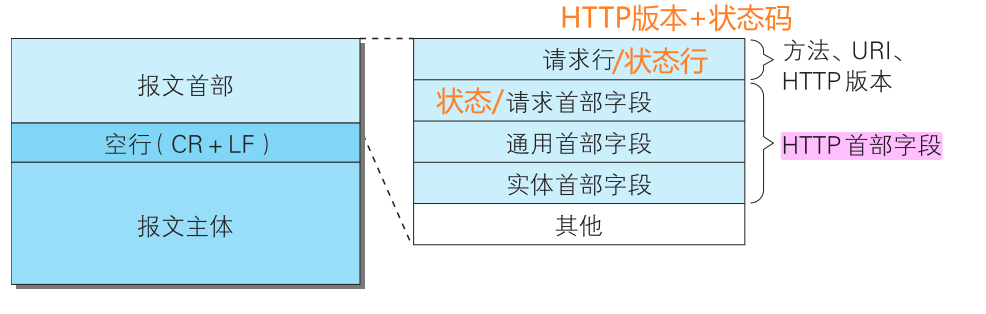 HTTP版本+状态码
报文首部
空行(CR+LF)
报文主体
请求行/状态行
状态/请求首部字段
通用首部字段
实体首部字段
其他
方法、URI、
HTTP 版本
HTTP 首部字段